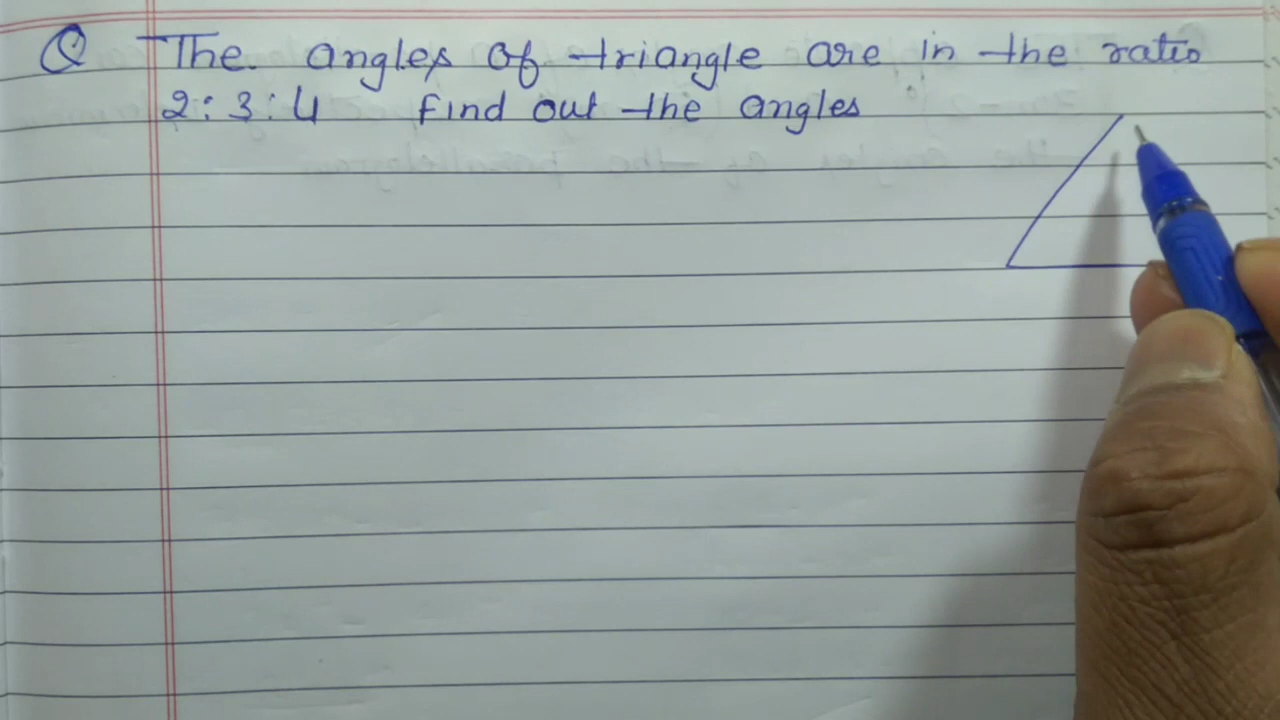 Q The angles of triangle are in the ratio
2 : 3 : 4 find out the angles